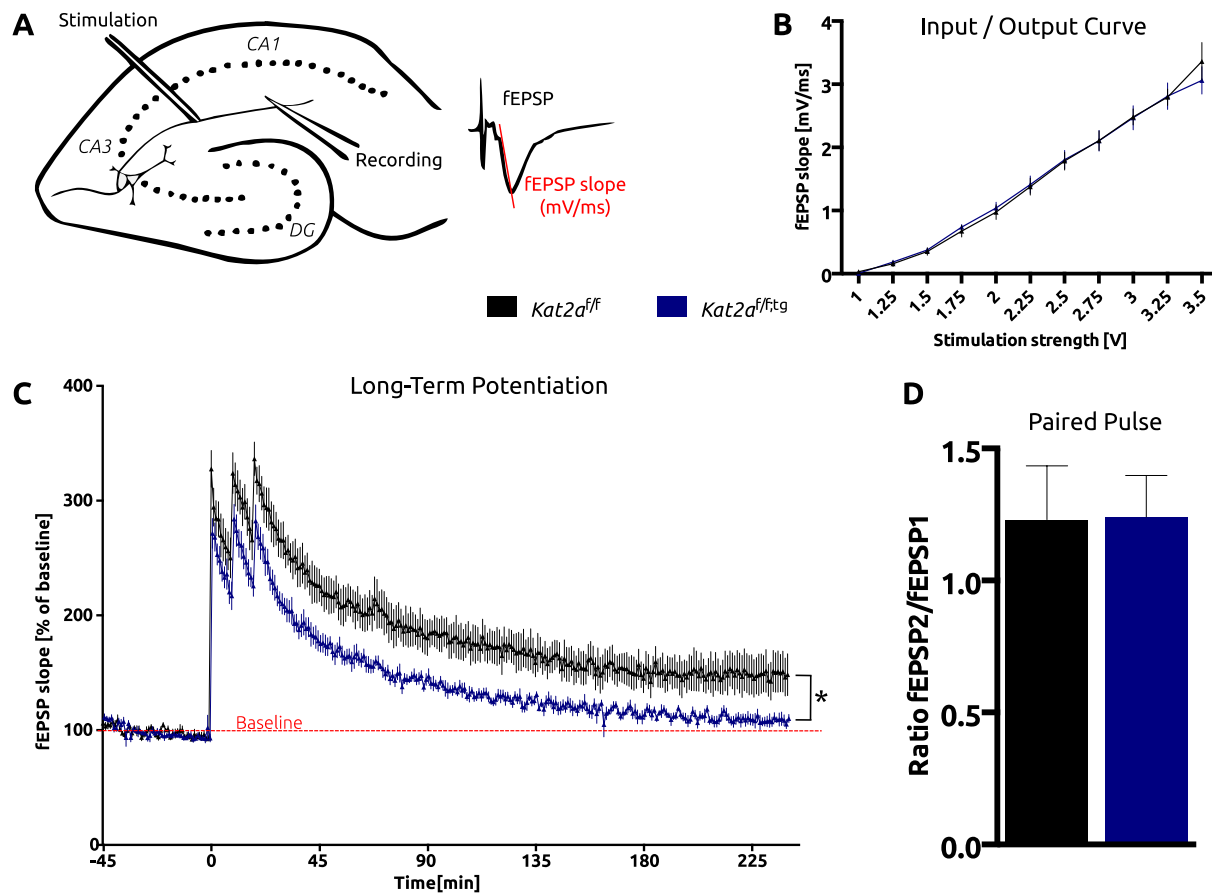 A
Stimulation
CA1
CA3
Recording
DG
fEPSP
fEPSP slope
(mV/ms)
B
Input / Output Curve
fEPSP slope [mV/ms]
4
3
2
1
0
1 1.25 1.5 1.75 2 2.25 2.5 2.75 3 3.25 3.5
Stimulation strength [V]
Kat2a f/f
Kat2a f/f;tg
C
Long-Term Potentiation
fEPSP slope [% of baseline]
400
300
200
100
0
Baseline
*
-45 0 45 90 135 180 225
Time[min]
D
Paired Pulse
Ratio fEPSP2/fEPSP1
1.5
1.0
0.5
0.0